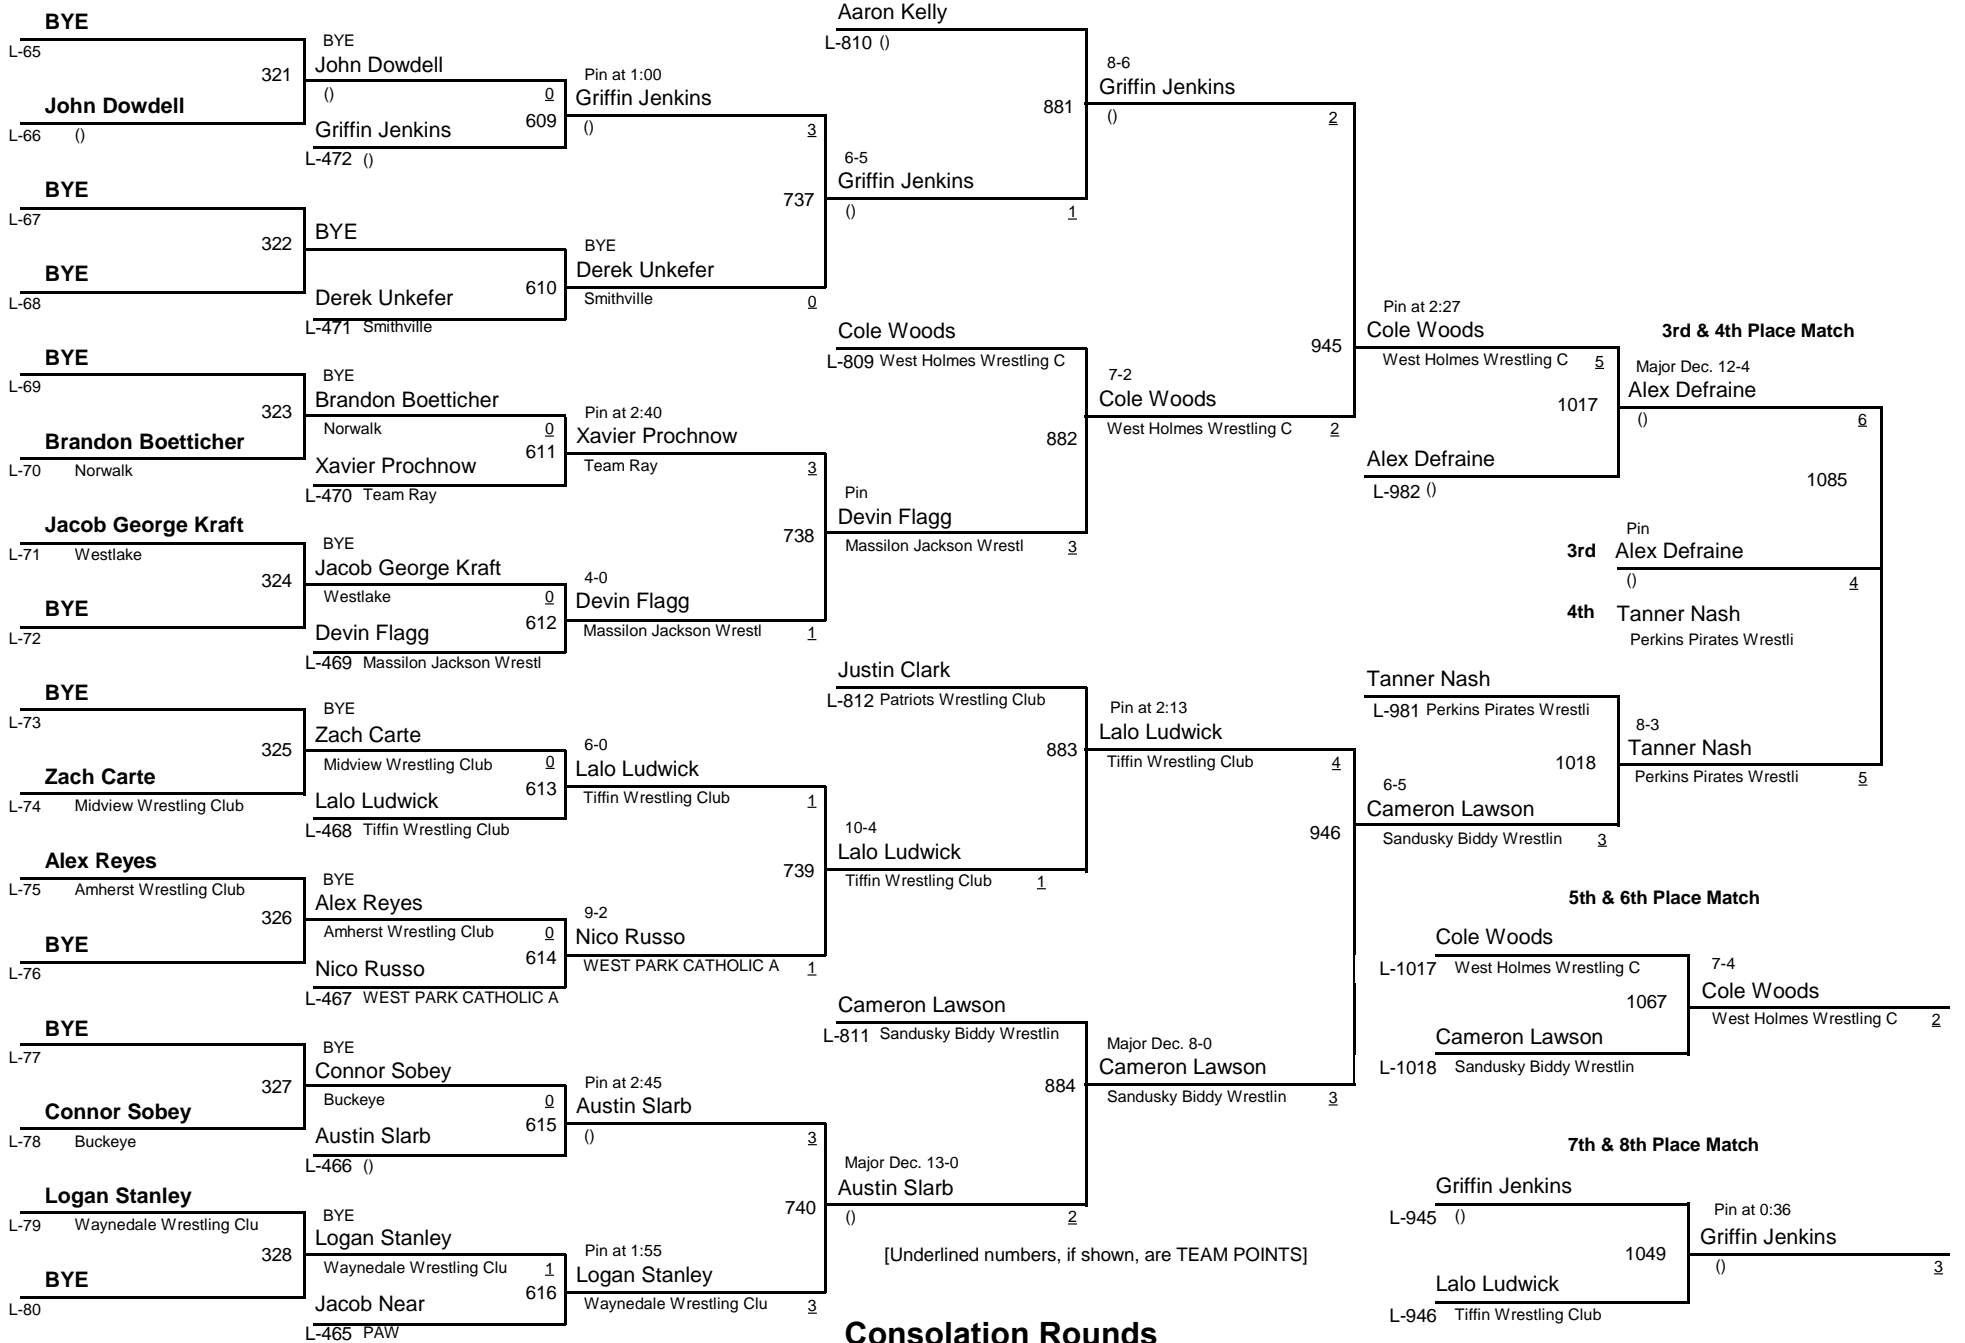 BYE
L-65
321
John Dowdell
L-66 ()
BYE
L-67
322
BYE
L-68
BYE
L-69
323
Brandon Boetticher
L-70 Norwalk
Jacob George Kraft
L-71 Westlake
324
BYE
L-72
BYE
L-73
325
Zach Carte
L-74 Midview Wrestling Club
Alex Reyes
L-75 Amherst Wrestling Club
326
BYE
L-76
BYE
L-77
327
Connor Sobey
L-78 Buckeye
Logan Stanley
L-79 Waynedale Wrestling Clu
328
BYE
L-80
BYE
John Dowdell
() 0
609
Griffin Jenkins
L-472 ()
BYE
610
Derek Unkefer
L-471 Smithville
BYE
Brandon Boetticher
Norwalk 0
611
Xavier Prochnow
L-470 Team Ray
BYE
Jacob George Kraft
Westlake 0
612
Devin Flagg
L-469 Massilon Jackson Wrestl
BYE
Zach Carte
Midview Wrestling Club 0
613
Lalo Ludwick
L-468 Tiffin Wrestling Club
BYE
Alex Reyes
Amherst Wrestling Club 0
614
Nico Russo
L-467 WEST PARK CATHOLIC A
BYE
Connor Sobey
Buckeye 0
615
Austin Slarb
L-466 ()
BYE
Logan Stanley
Waynedale Wrestling Clu 1
616
Jacob Near
L-465 PAW
Pin at 1:00
Griffin Jenkins
() 3
737
BYE
Derek Unkefer
Smithville 0
Pin at 2:40
Xavier Prochnow
Team Ray 3
738
4-0
Devin Flagg
Massilon Jackson Wrestl 1
6-0
Lalo Ludwick
Tiffin Wrestling Club 1
739
9-2
Nico Russo
WEST PARK CATHOLIC A 1
Pin at 2:45
Austin Slarb
() 3
740
Pin at 1:55
Logan Stanley
Waynedale Wrestling Clu 3
Aaron Kelly
L-810 ()
881
6-5
Griffin Jenkins
() 1
Cole Woods
L-809 West Holmes Wrestling C
882
Pin
Devin Flagg
Massilon Jackson Wrestl 3
Justin Clark
L-812 Patriots Wrestling Club
883
10-4
Lalo Ludwick
Tiffin Wrestling Club 1
Cameron Lawson
L-811 Sandusky Biddy Wrestlin
884
Major Dec. 13-0
Austin Slarb
() 2
[Underlined numbers, if shown, are TEAM POINTS]
Consolation Rounds
8-6
Griffin Jenkins
() 2
945
7-2
Cole Woods
West Holmes Wrestling C 2
Pin at 2:13
Lalo Ludwick
Tiffin Wrestling Club 4
946
Major Dec. 8-0
Cameron Lawson
Sandusky Biddy Wrestlin 3
Pin at 2:27
Cole Woods
West Holmes Wrestling C 5
1017
Alex Defraine
L-982 ()
Tanner Nash
L-981 Perkins Pirates Wrestli
1018
6-5
Cameron Lawson
Sandusky Biddy Wrestlin 3
3rd & 4th Place Match
Major Dec. 12-4
Alex Defraine
() 6
1085
Pin
3rd Alex Defraine
() 4
4th Tanner Nash
Perkins Pirates Wrestli
8-3
Tanner Nash
Perkins Pirates Wrestli 5
5th & 6th Place Match
Cole Woods
L-1017 West Holmes Wrestling C
1067
Cameron Lawson
L-1018 Sandusky Biddy Wrestlin
7-4
Cole Woods
West Holmes Wrestling C 2
7th & 8th Place Match
Griffin Jenkins
L-945 ()
1049
Lalo Ludwick
L-946 Tiffin Wrestling Club
Pin at 0:36
Griffin Jenkins
() 3